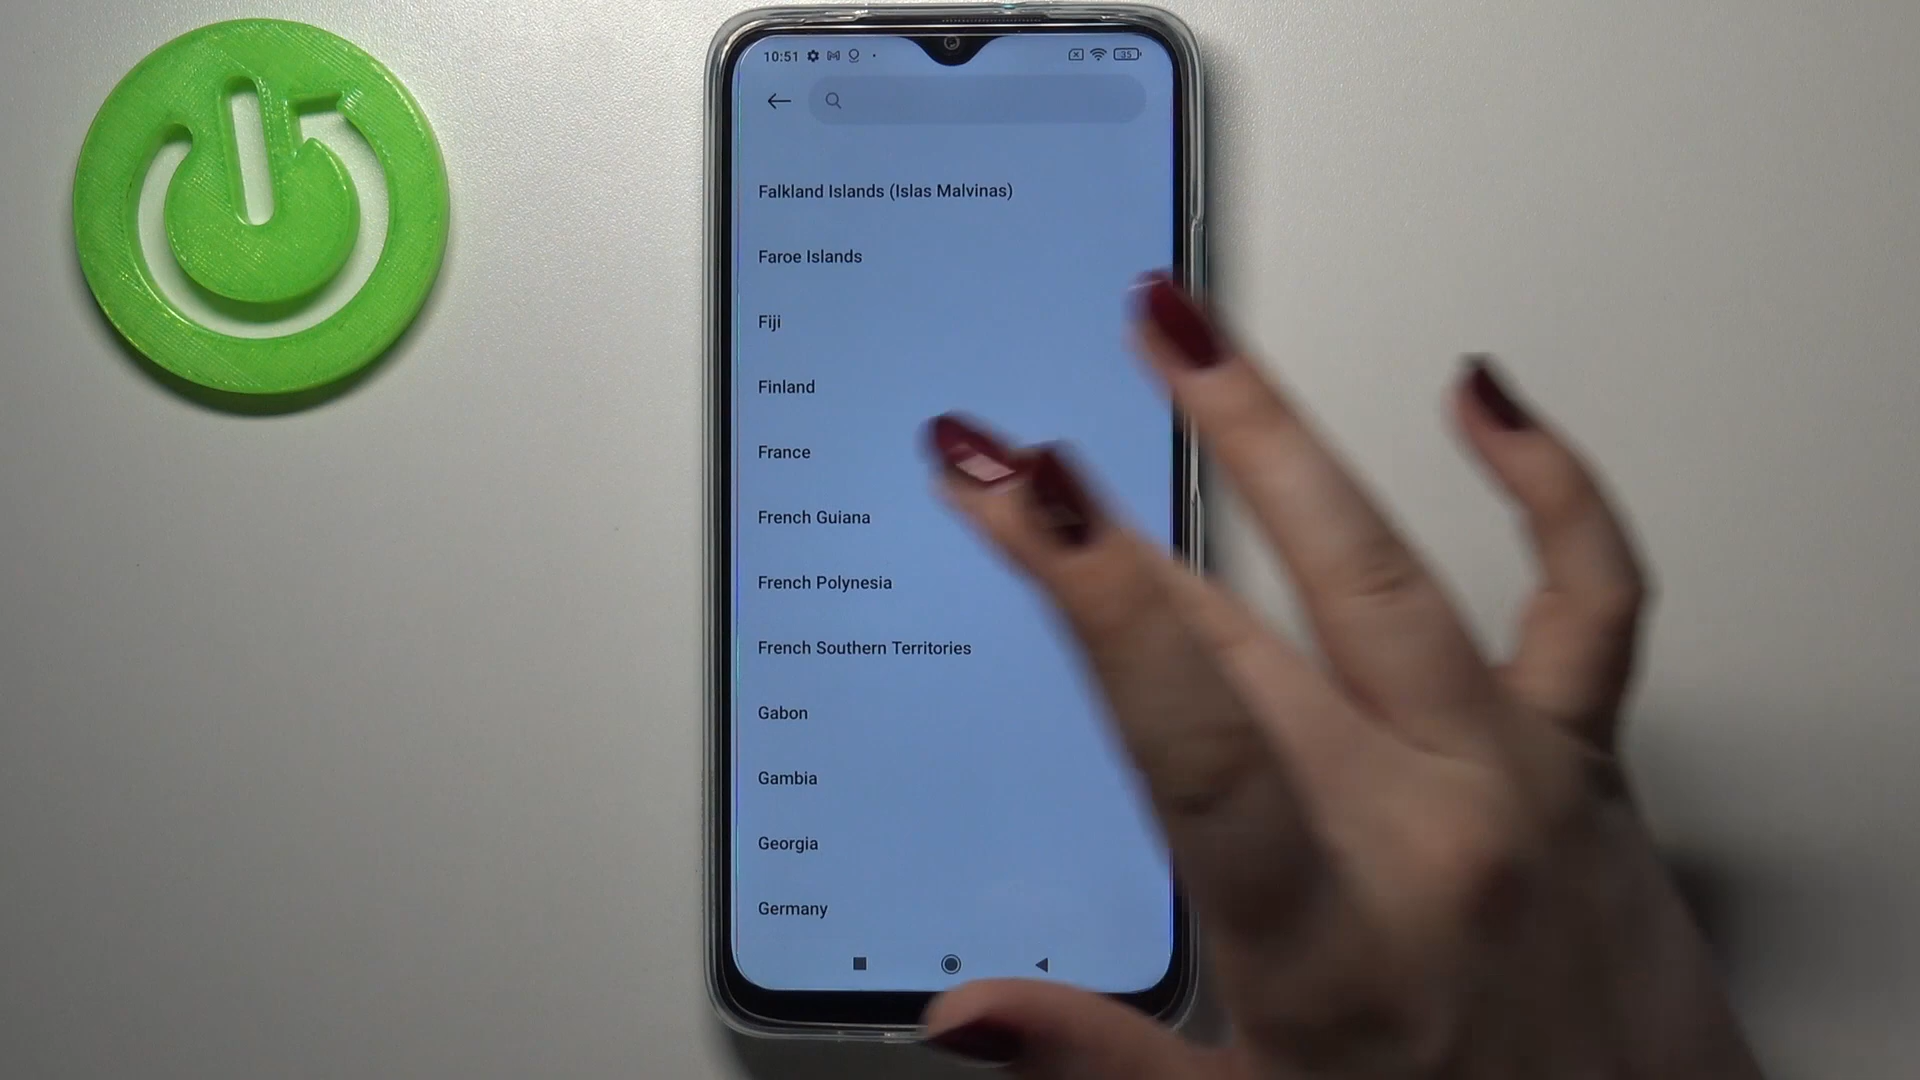 10:51
35
Falkland Islands (Islas Malvinas)
Faroe Islands
Fiji
Finland
France
French Guiana
French Polynesia
French Southern Territories
Gabon
Gambia
Georgia
Germany